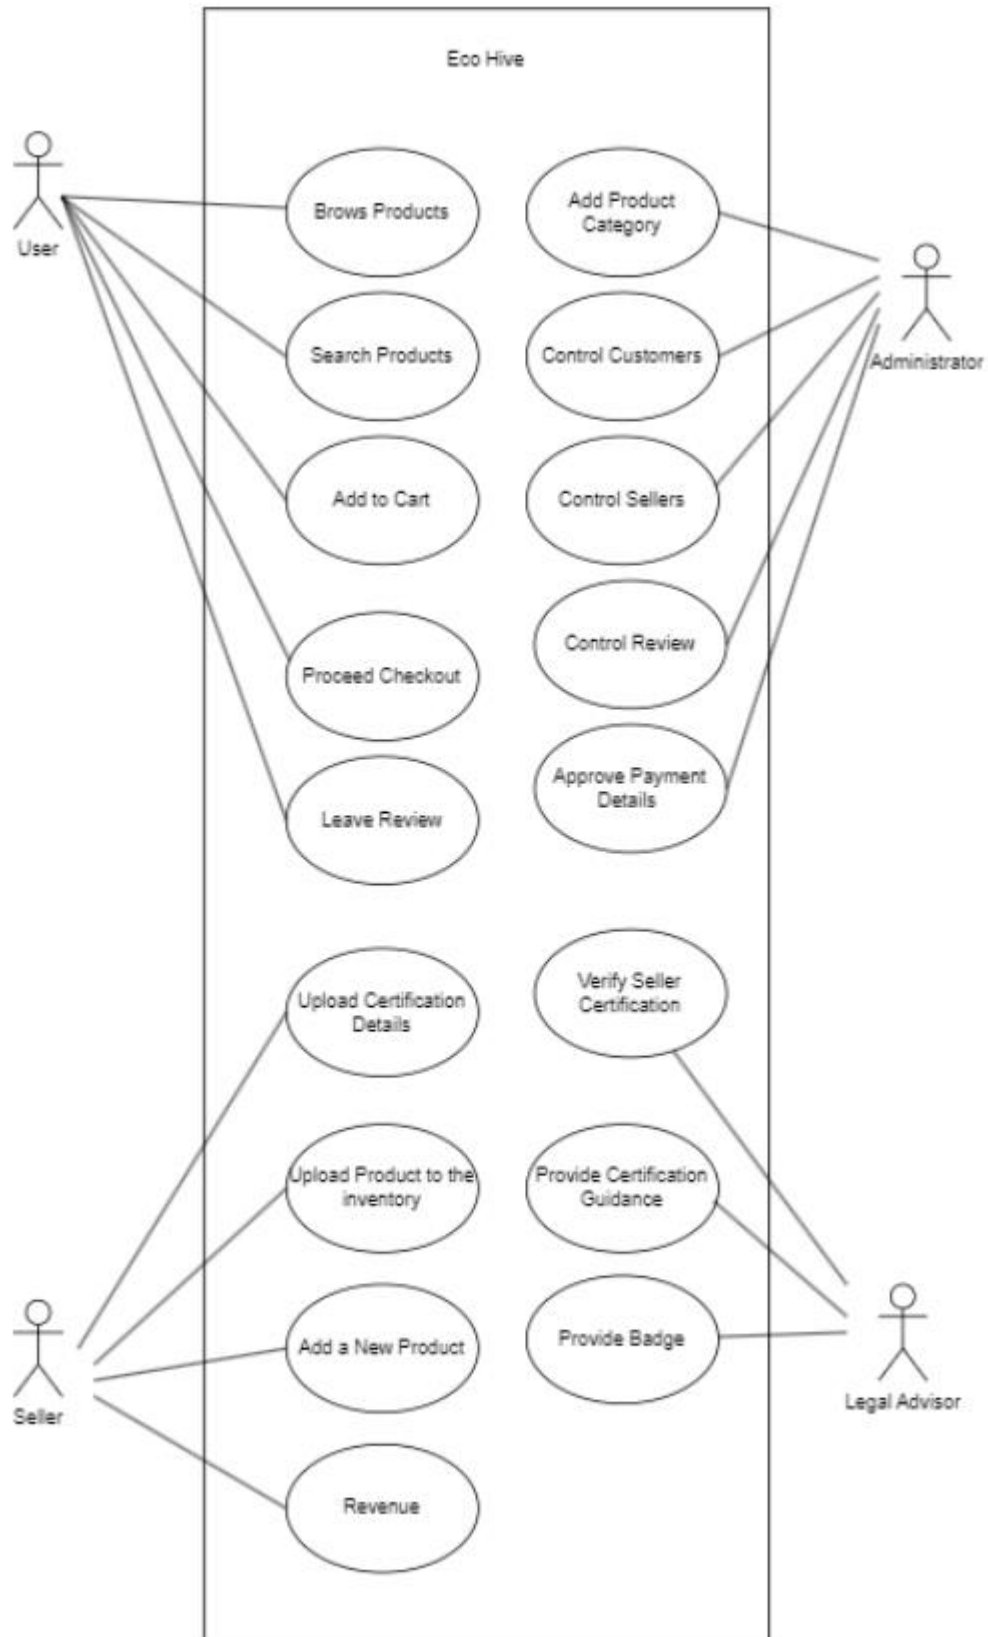 Eco Hive
Brows Products
Add Product
Category
User
Search Products
Control Customers
Administrator
Add to Cart
Control Sellers
Control Review
Proceed Checkout
Approve Payment
Details
Leave Review
Upload Certification
Details
Verify Seller
Certification
Upload Product to the
inventory
Provide Certification
Guidance
Add a New Product
Provide Badge
Seller
Legal Advisor
Revenue